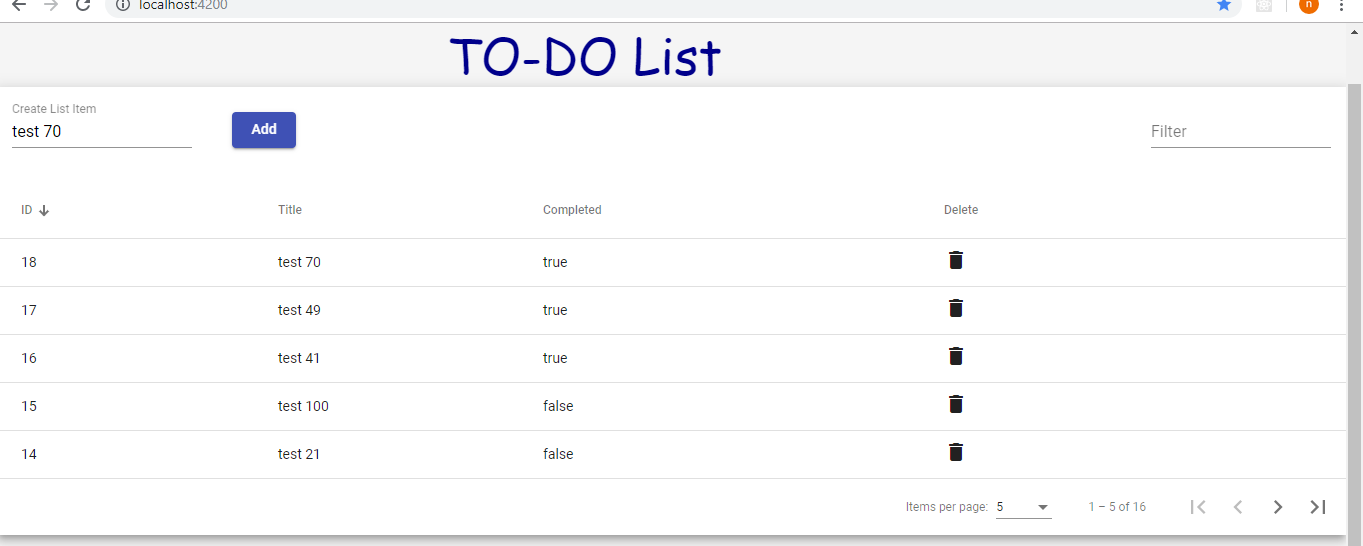 localhost:4200
n
TO-DO List
Create List Item
test 70
Add
Filter
ID Title Completed Delete
18 test 70 true
17 test 49 true
16 test 41 true
15 test 100 false
14 test 21 false
Items per page: 5 1 – 5 of 16